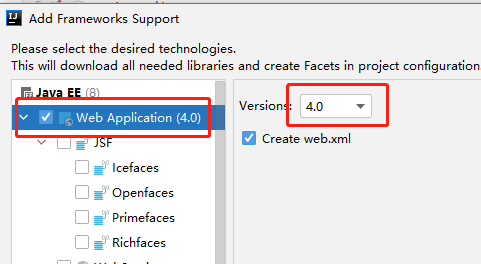 Add Frameworks Support
Please select the desired technologies.
This will download all needed libraries and create Facets in project configuration.
Java EE (8)
Web Application (4.0)
Versions: 4.0
Create web.xml
JSF
Icefaces
Openfaces
Primefaces
Richfaces